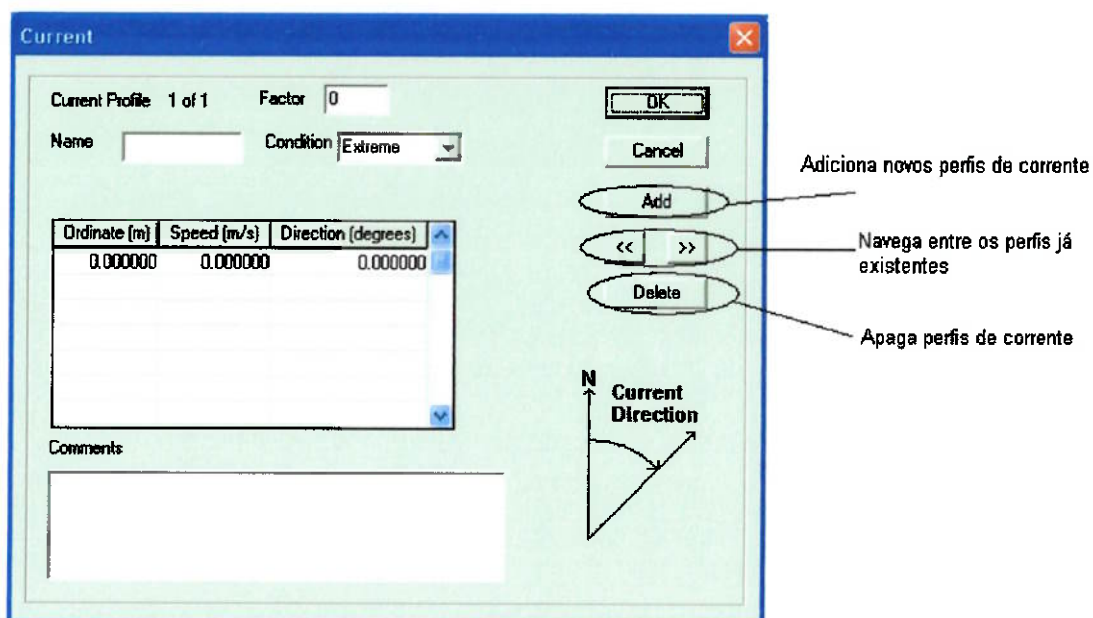 Current
Current Profile 1 of 1 Factor 0
Name Condition Extreme
OK
Cancel
Add
<< >>
Delete
Adiciona novos perfis de corrente
Navega entre os perfis já
existentes
Apaga perfis de corrente
Ordinate (m) Speed (m/s) Direction (degrees)
0.000000 0.000000 0.000000
N
Current
Direction
Comments